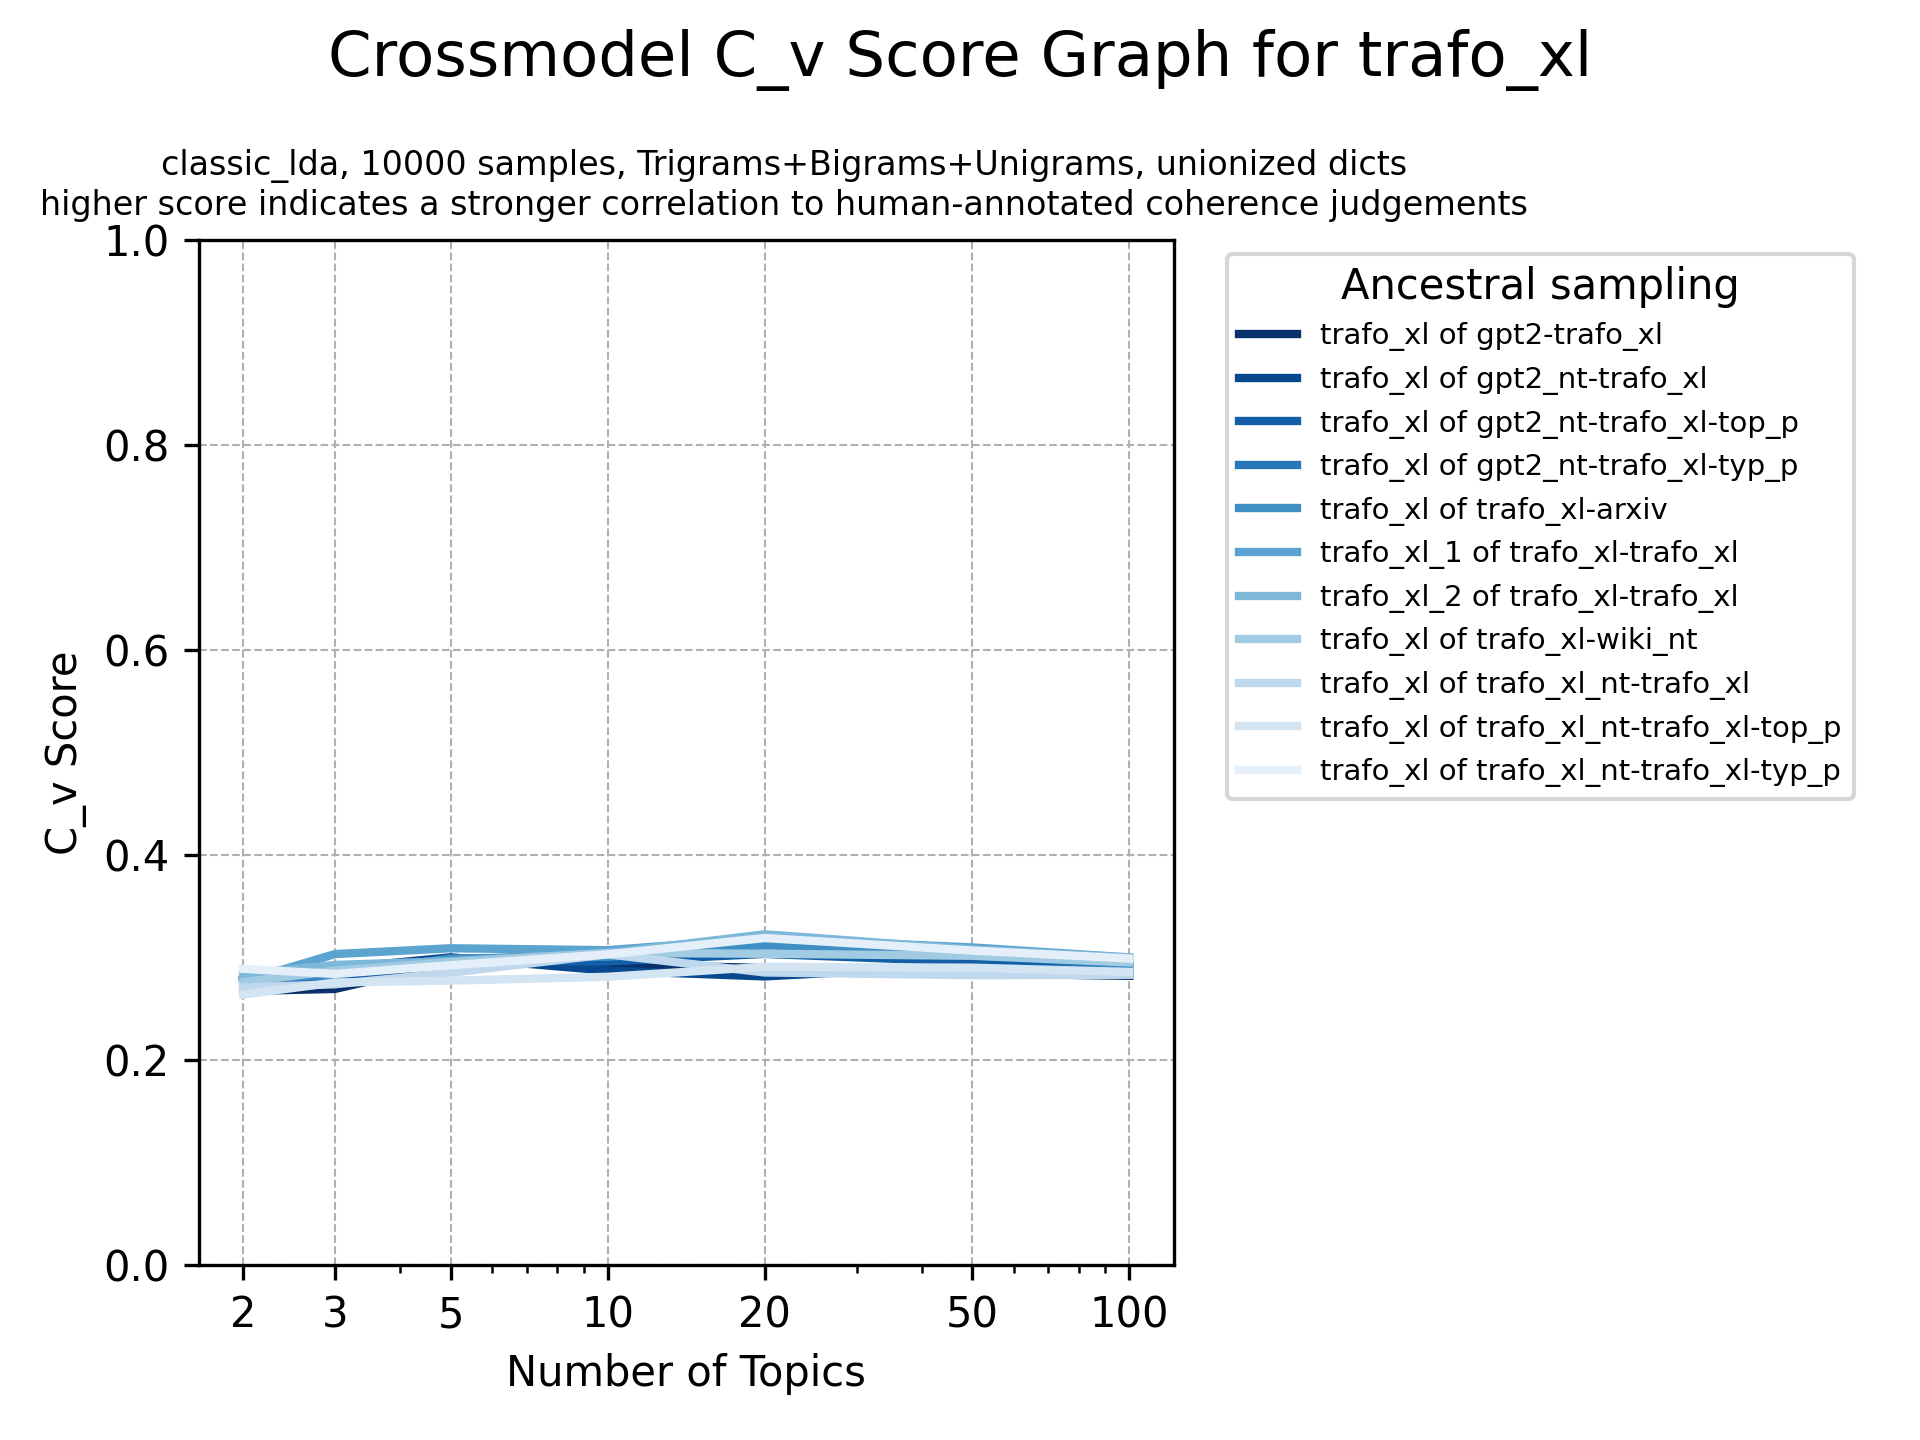 Crossmodel C_v Score Graph for trafo_xl
classic_lda, 10000 samples, Trigrams+Bigrams+Unigrams, unionized dicts
higher score indicates a stronger correlation to human-annotated coherence judgements
1.0
0.8
0.6
0.4
0.2
0.0
C_v Score
2 3 5 10 20 50 100
Number of Topics
Ancestral sampling
trafo_xl of gpt2-trafo_xl
trafo_xl of gpt2_nt-trafo_xl
trafo_xl of gpt2_nt-trafo_xl-top_p
trafo_xl of gpt2_nt-trafo_xl-typ_p
trafo_xl of trafo_xl-arxiv
trafo_xl_1 of trafo_xl-trafo_xl
trafo_xl_2 of trafo_xl-trafo_xl
trafo_xl of trafo_xl-wiki_nt
trafo_xl of trafo_xl_nt-trafo_xl
trafo_xl of trafo_xl_nt-trafo_xl-top_p
trafo_xl of trafo_xl_nt-trafo_xl-typ_p